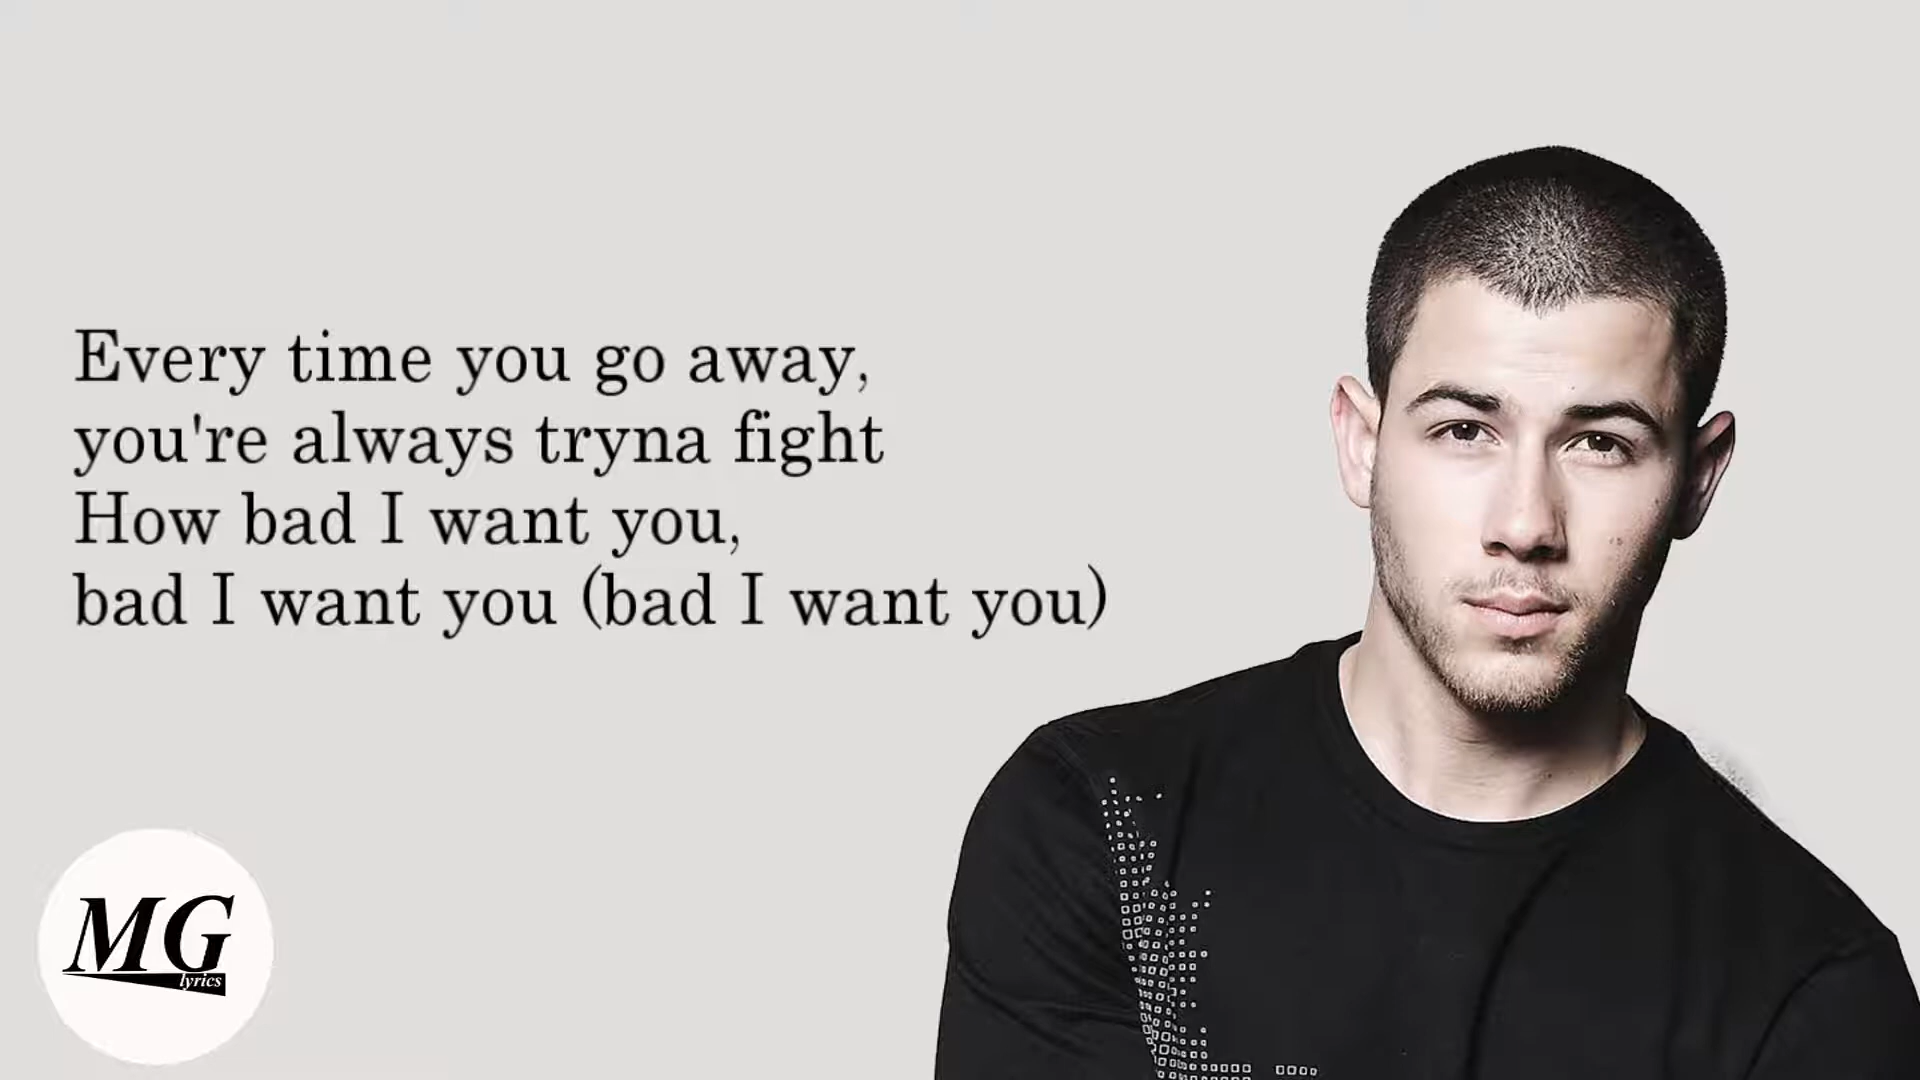 Every time you go away,
you're always tryna fight
How bad I want you,
bad I want you (bad I want you)
MG
lyrics